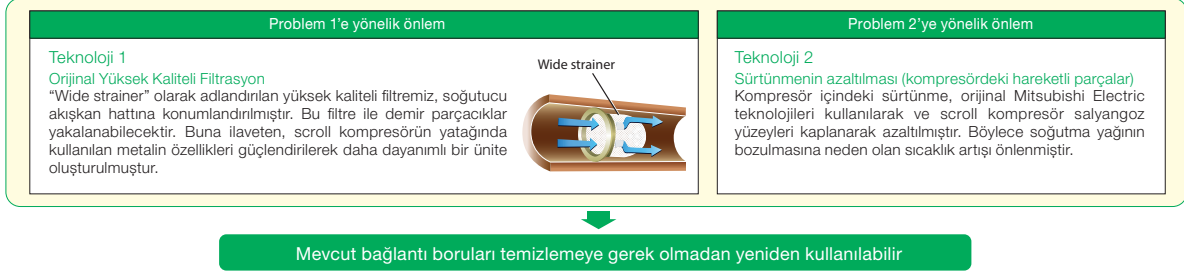 Problem 1'e yönelik önlem
Teknoloji 1
Orijinal Yüksek Kaliteli Filtrasyon
“Wide strainer” olarak adlandırılan yüksek kaliteli filtremiz, soğutucu
akışkan hattına konumlandırılmıştır. Bu filtre ile demir parçacıklar
yakalanabilecektir. Buna ilaveten, scroll kompresörün yatağında
kullanılan metalin özellikleri güçlendirilerek daha dayanımlı bir ünite
oluşturulmuştur.
Wide strainer
Problem 2'ye yönelik önlem
Teknoloji 2
Sürtünmenin azaltılması (kompresördeki hareketli parçalar)
Kompresör içindeki sürtünme, orijinal Mitsubishi Electric
teknolojileri kullanılarak ve scroll kompresör salyangoz
yüzeyleri kaplanarak azaltılmıştır. Böylece soğutma yağının
bozulmasına neden olan sıcaklık artışı önlenmiştir.
Mevcut bağlantı boruları temizlemeye gerek olmadan yeniden kullanılabilir